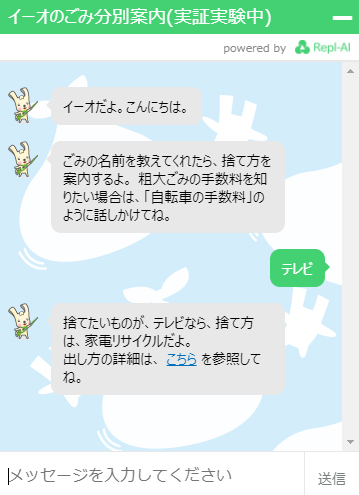 イーオのごみ分別案内(実証実験中)
powered by Repl-AI
イーオだよ。こんにちは。
ごみの名前を教えてくれたら、捨て方を
案内するよ。 粗大ごみの手数料を知
りたい場合は、「自転車の手数料」の
ように話しかけてね。
テレビ
捨てたいものが、テレビなら、捨て方
は、家電リサイクルだよ。
出し方の詳細は、 こちら を参照して
ね。
メッセージを入力してください
送信